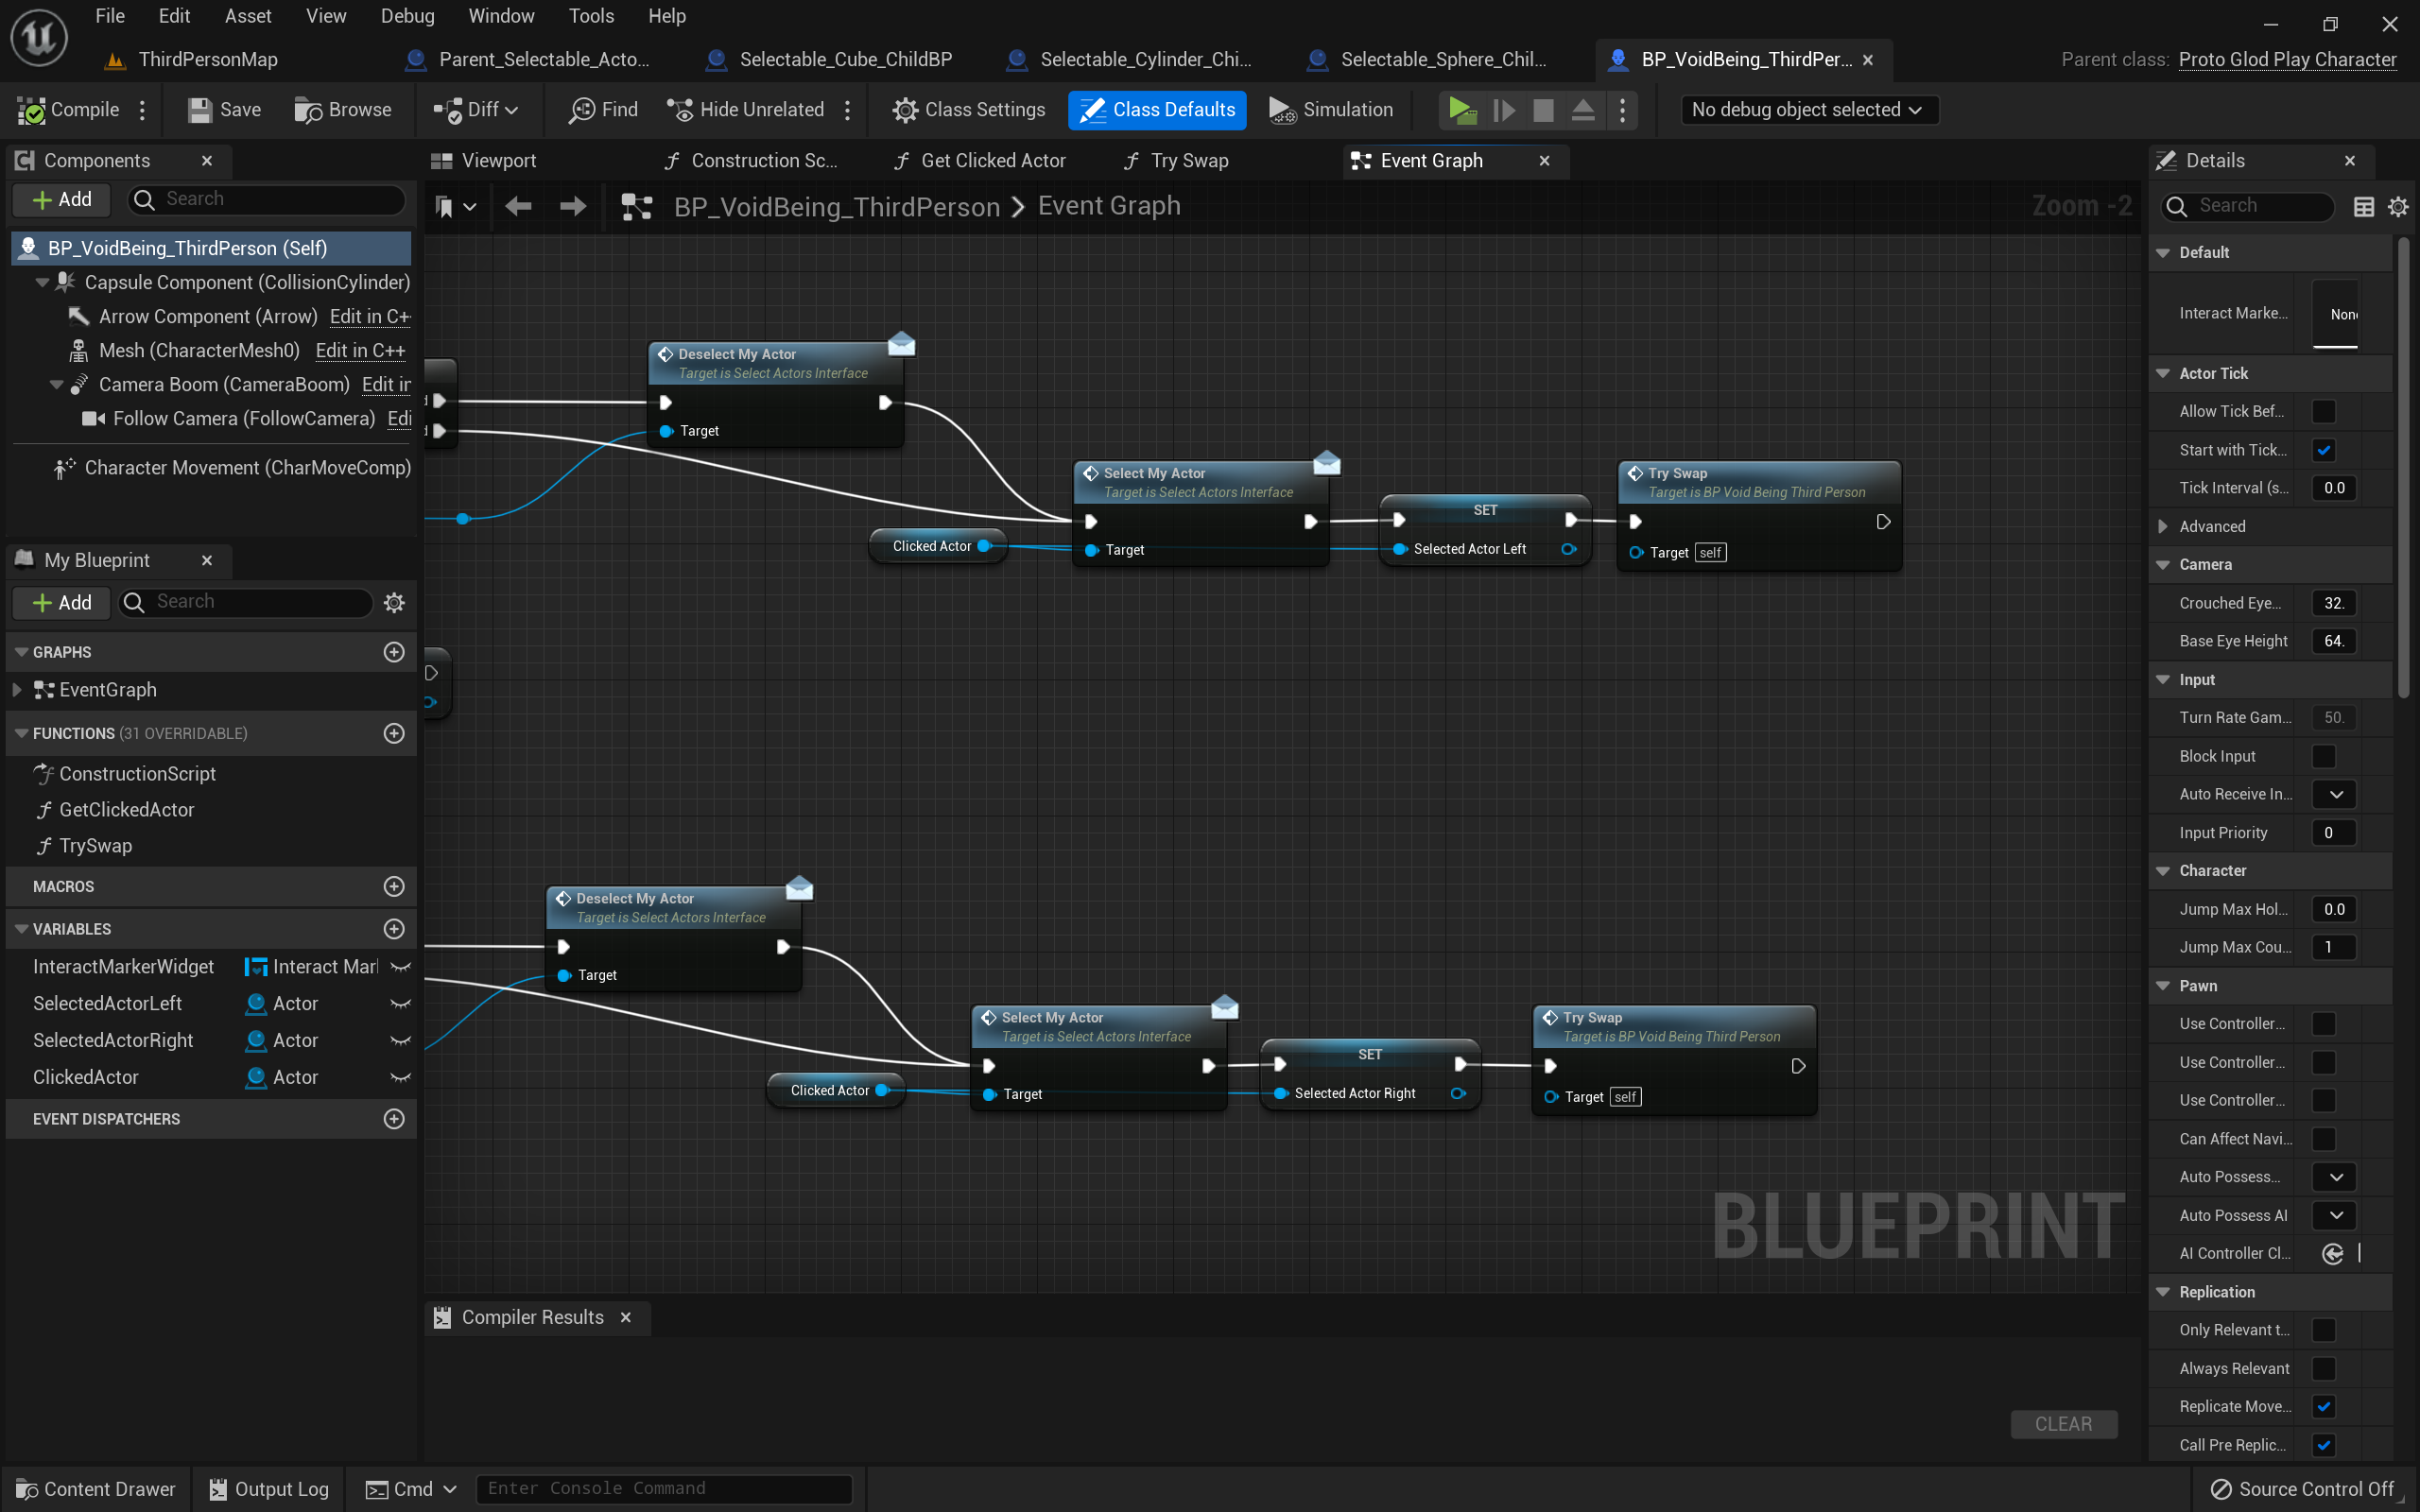 File Edit Asset View Debug Window Tools Help
ThirdPersonMap
Parent_Selectable_Acto...
Selectable_Cube_ChildBP
Selectable_Cylinder_Chi...
Selectable_Sphere_Chil...
BP_VoidBeing_ThirdPer...
Parent class: Proto Glod Play Character
Compile
Save
Browse
Diff
Find
Hide Unrelated
Class Settings
Class Defaults
Simulation
No debug object selected
Components
Add
Search
BP_VoidBeing_ThirdPerson (Self)
Capsule Component (CollisionCylinder)
Arrow Component (Arrow) Edit in C+
Mesh (CharacterMesh0) Edit in C++
Camera Boom (CameraBoom) Edit in
Follow Camera (FollowCamera) Edi
Character Movement (CharMoveComp)
My Blueprint
Add
Search
GRAPHS
EventGraph
FUNCTIONS (31 OVERRIDABLE)
ConstructionScript
GetClickedActor
TrySwap
MACROS
VARIABLES
InteractMarkerWidget Interact Mar
SelectedActorLeft Actor
SelectedActorRight Actor
ClickedActor Actor
EVENT DISPATCHERS
Viewport
Construction Sc...
Get Clicked Actor
Try Swap
Event Graph
BP_VoidBeing_ThirdPerson > Event Graph
Zoom -2
Deselect My Actor
Target is Select Actors Interface
Target
Select My Actor
Target is Select Actors Interface
Target
Clicked Actor
SET
Selected Actor Left
Try Swap
Target is BP Void Being Third Person
Target self
Deselect My Actor
Target is Select Actors Interface
Target
Select My Actor
Target is Select Actors Interface
Target
Clicked Actor
SET
Selected Actor Right
Try Swap
Target is BP Void Being Third Person
Target self
BLUEPRINT
Compiler Results
CLEAR
Details
Search
Default
Interact Marke... Non
Actor Tick
Allow Tick Bef...
Start with Tick...
Tick Interval (s... 0.0
Advanced
Camera
Crouched Eye... 32.
Base Eye Height 64.
Input
Turn Rate Gam... 50.
Block Input
Auto Receive In...
Input Priority 0
Character
Jump Max Hol... 0.0
Jump Max Cou... 1
Pawn
Use Controller...
Use Controller...
Use Controller...
Can Affect Navi...
Auto Possess...
Auto Possess AI
AI Controller Cl...
Replication
Only Relevant t...
Always Relevant
Replicate Move...
Call Pre Replic...
Content Drawer
Output Log
Cmd
Enter Console Command
Source Control Off